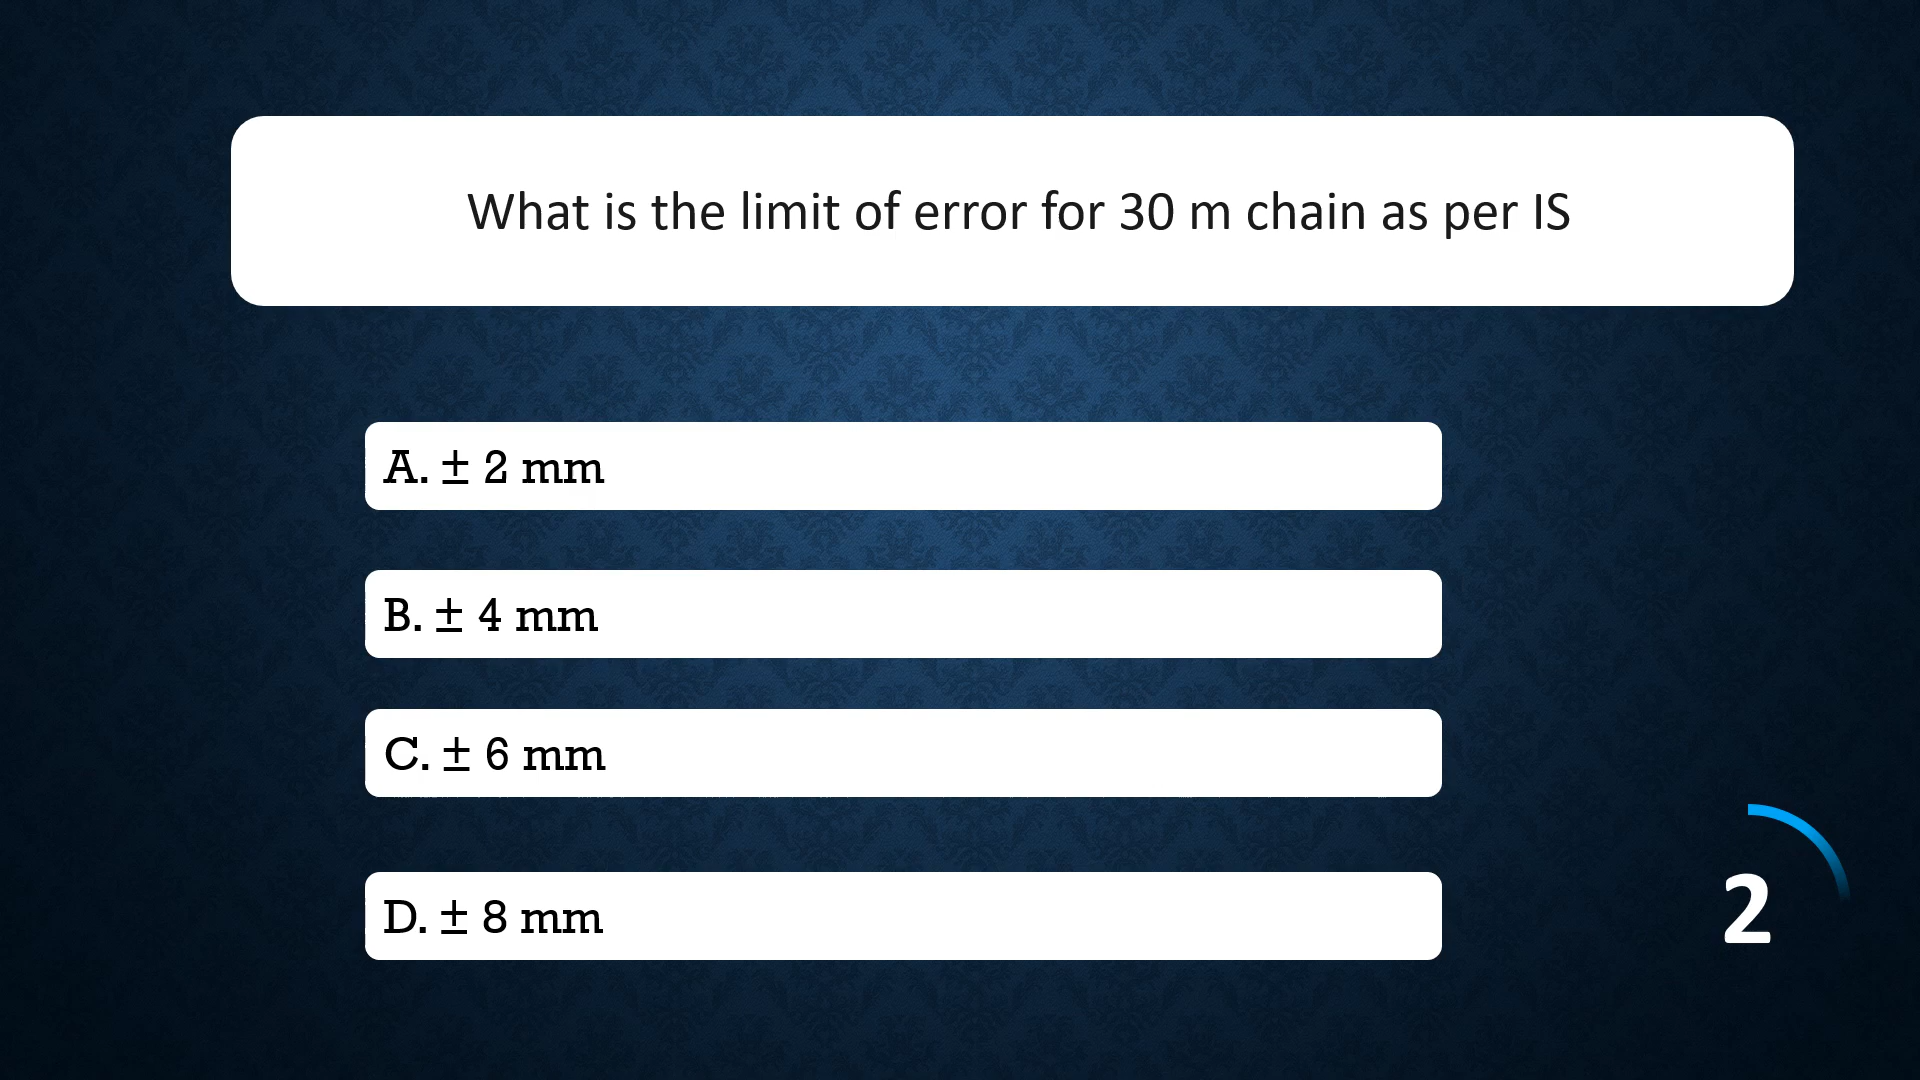 What is the limit of error for 30 m chain as per IS
A. ± 2 mm
B. ± 4 mm
C. ± 6 mm
D. ± 8 mm
2